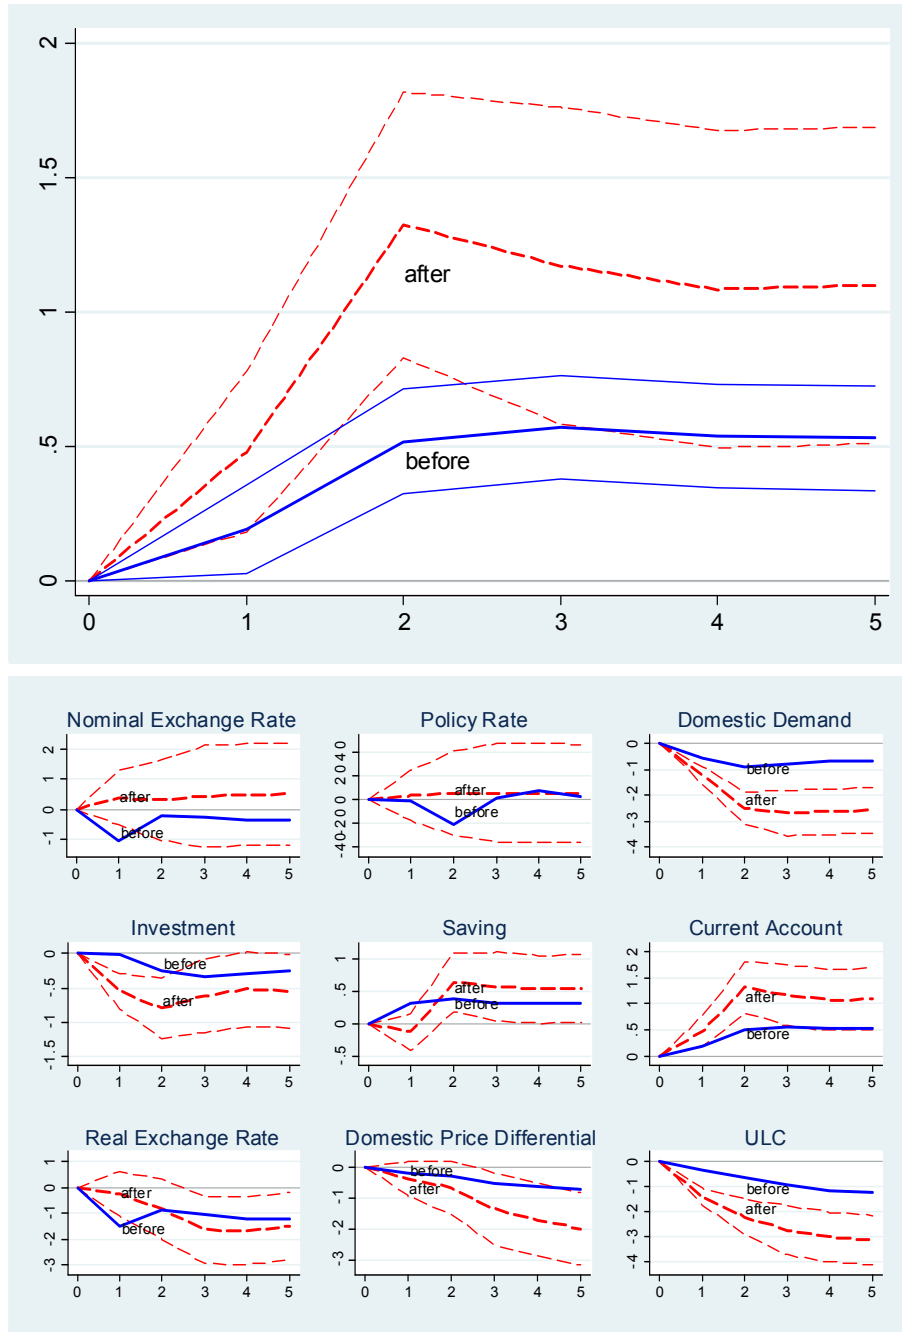 2
1.5
after
1
.5
before
0
0 1 2 3 4 5
Nominal Exchange Rate Policy Rate Domestic Demand
2
1
0
-1
after
before
0 1 2 3 4 5
-40 -20 0 20 40
after
before
0 1 2 3 4 5
0
-1
-2
-3
-4
before
after
0 1 2 3 4 5
Investment Saving Current Account
0
-.5
-1
-1.5
before
after
0 1 2 3 4 5
1
.5
0
-.5
after
before
0 1 2 3 4 5
2
1.5
1
.5
0
after
before
0 1 2 3 4 5
Real Exchange Rate Domestic Price Differential ULC
1
0
-1
-2
-3
after
before
0 1 2 3 4 5
0
-1
-2
-3
before
after
0 1 2 3 4 5
0
-1
-2
-3
-4
before
after
0 1 2 3 4 5